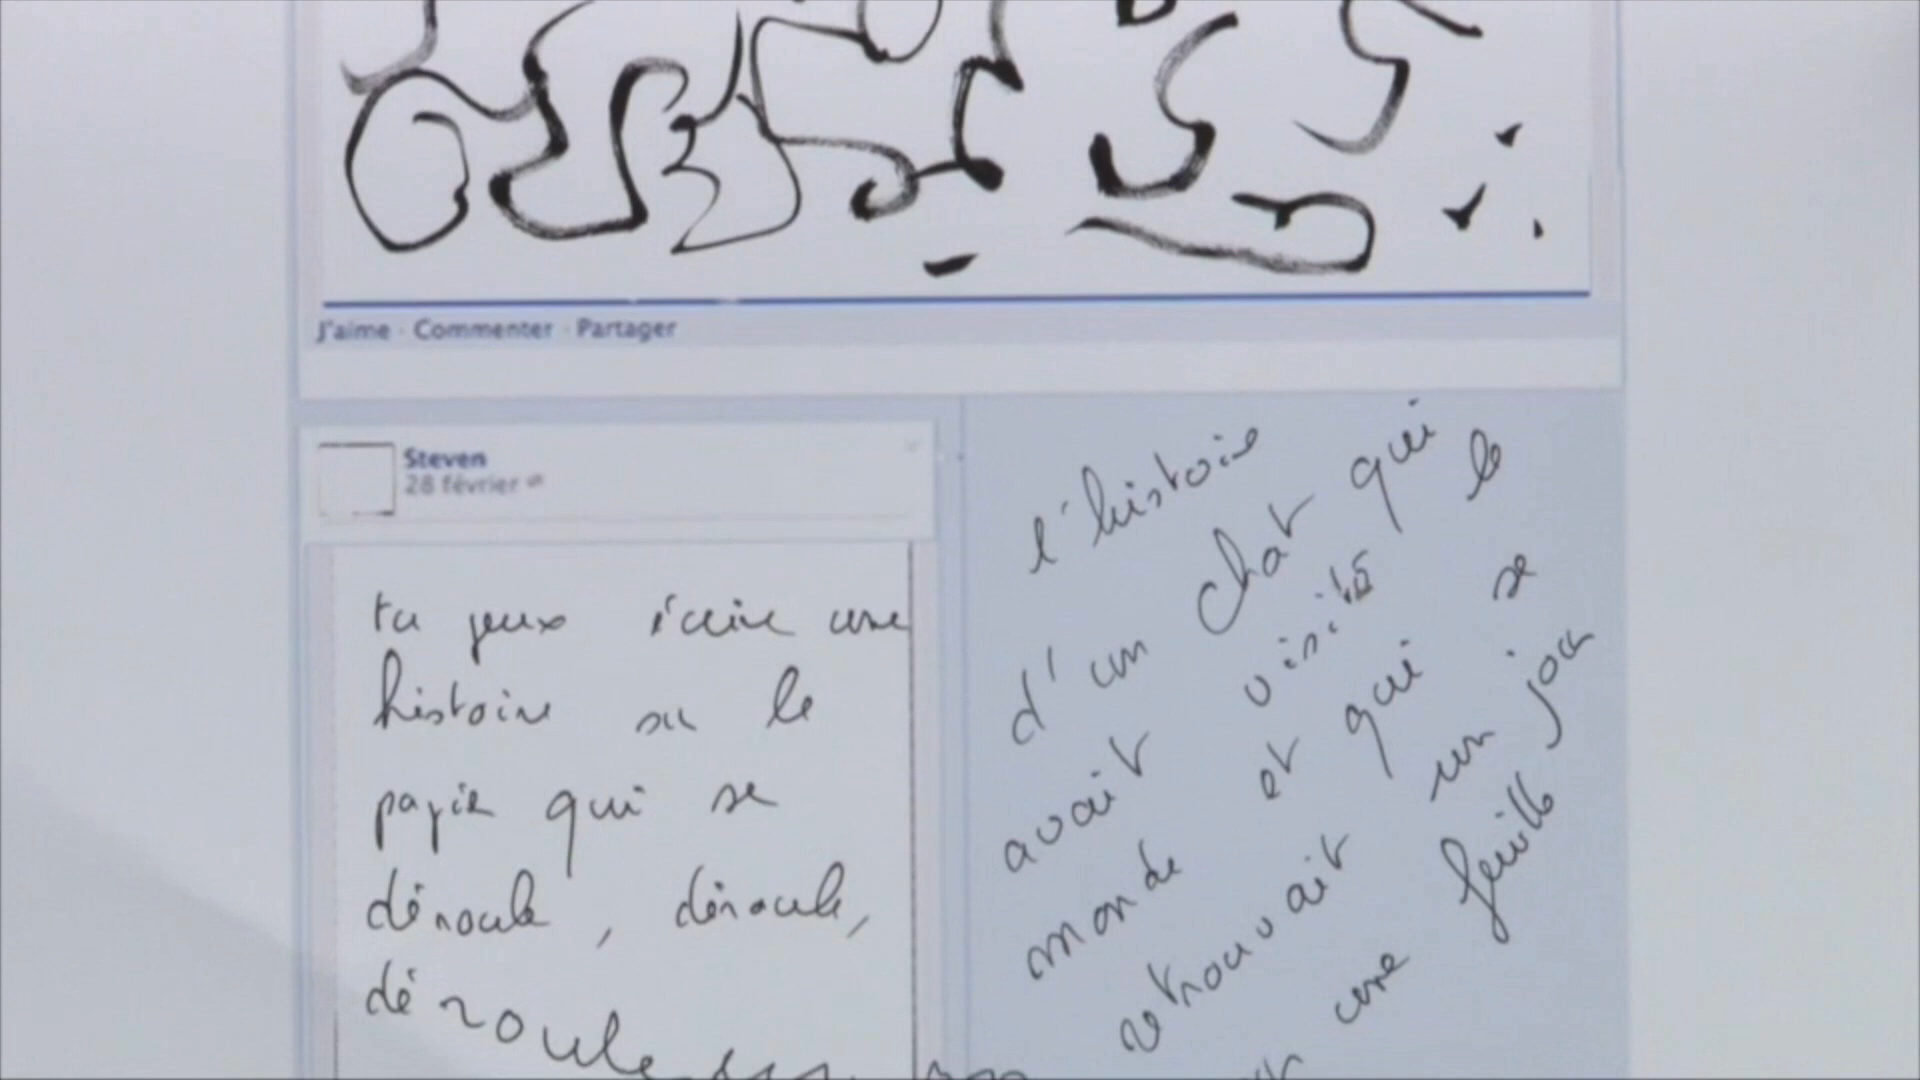 J'aime · Commenter · Partager
Steven
28 février
tu peux écrire une
histoire sur le
papier qui se
déroule, déroule,
déroule
l'histoire
d'un chat qui
avait visité le
monde et qui se
retrouvait un jour
une feuille